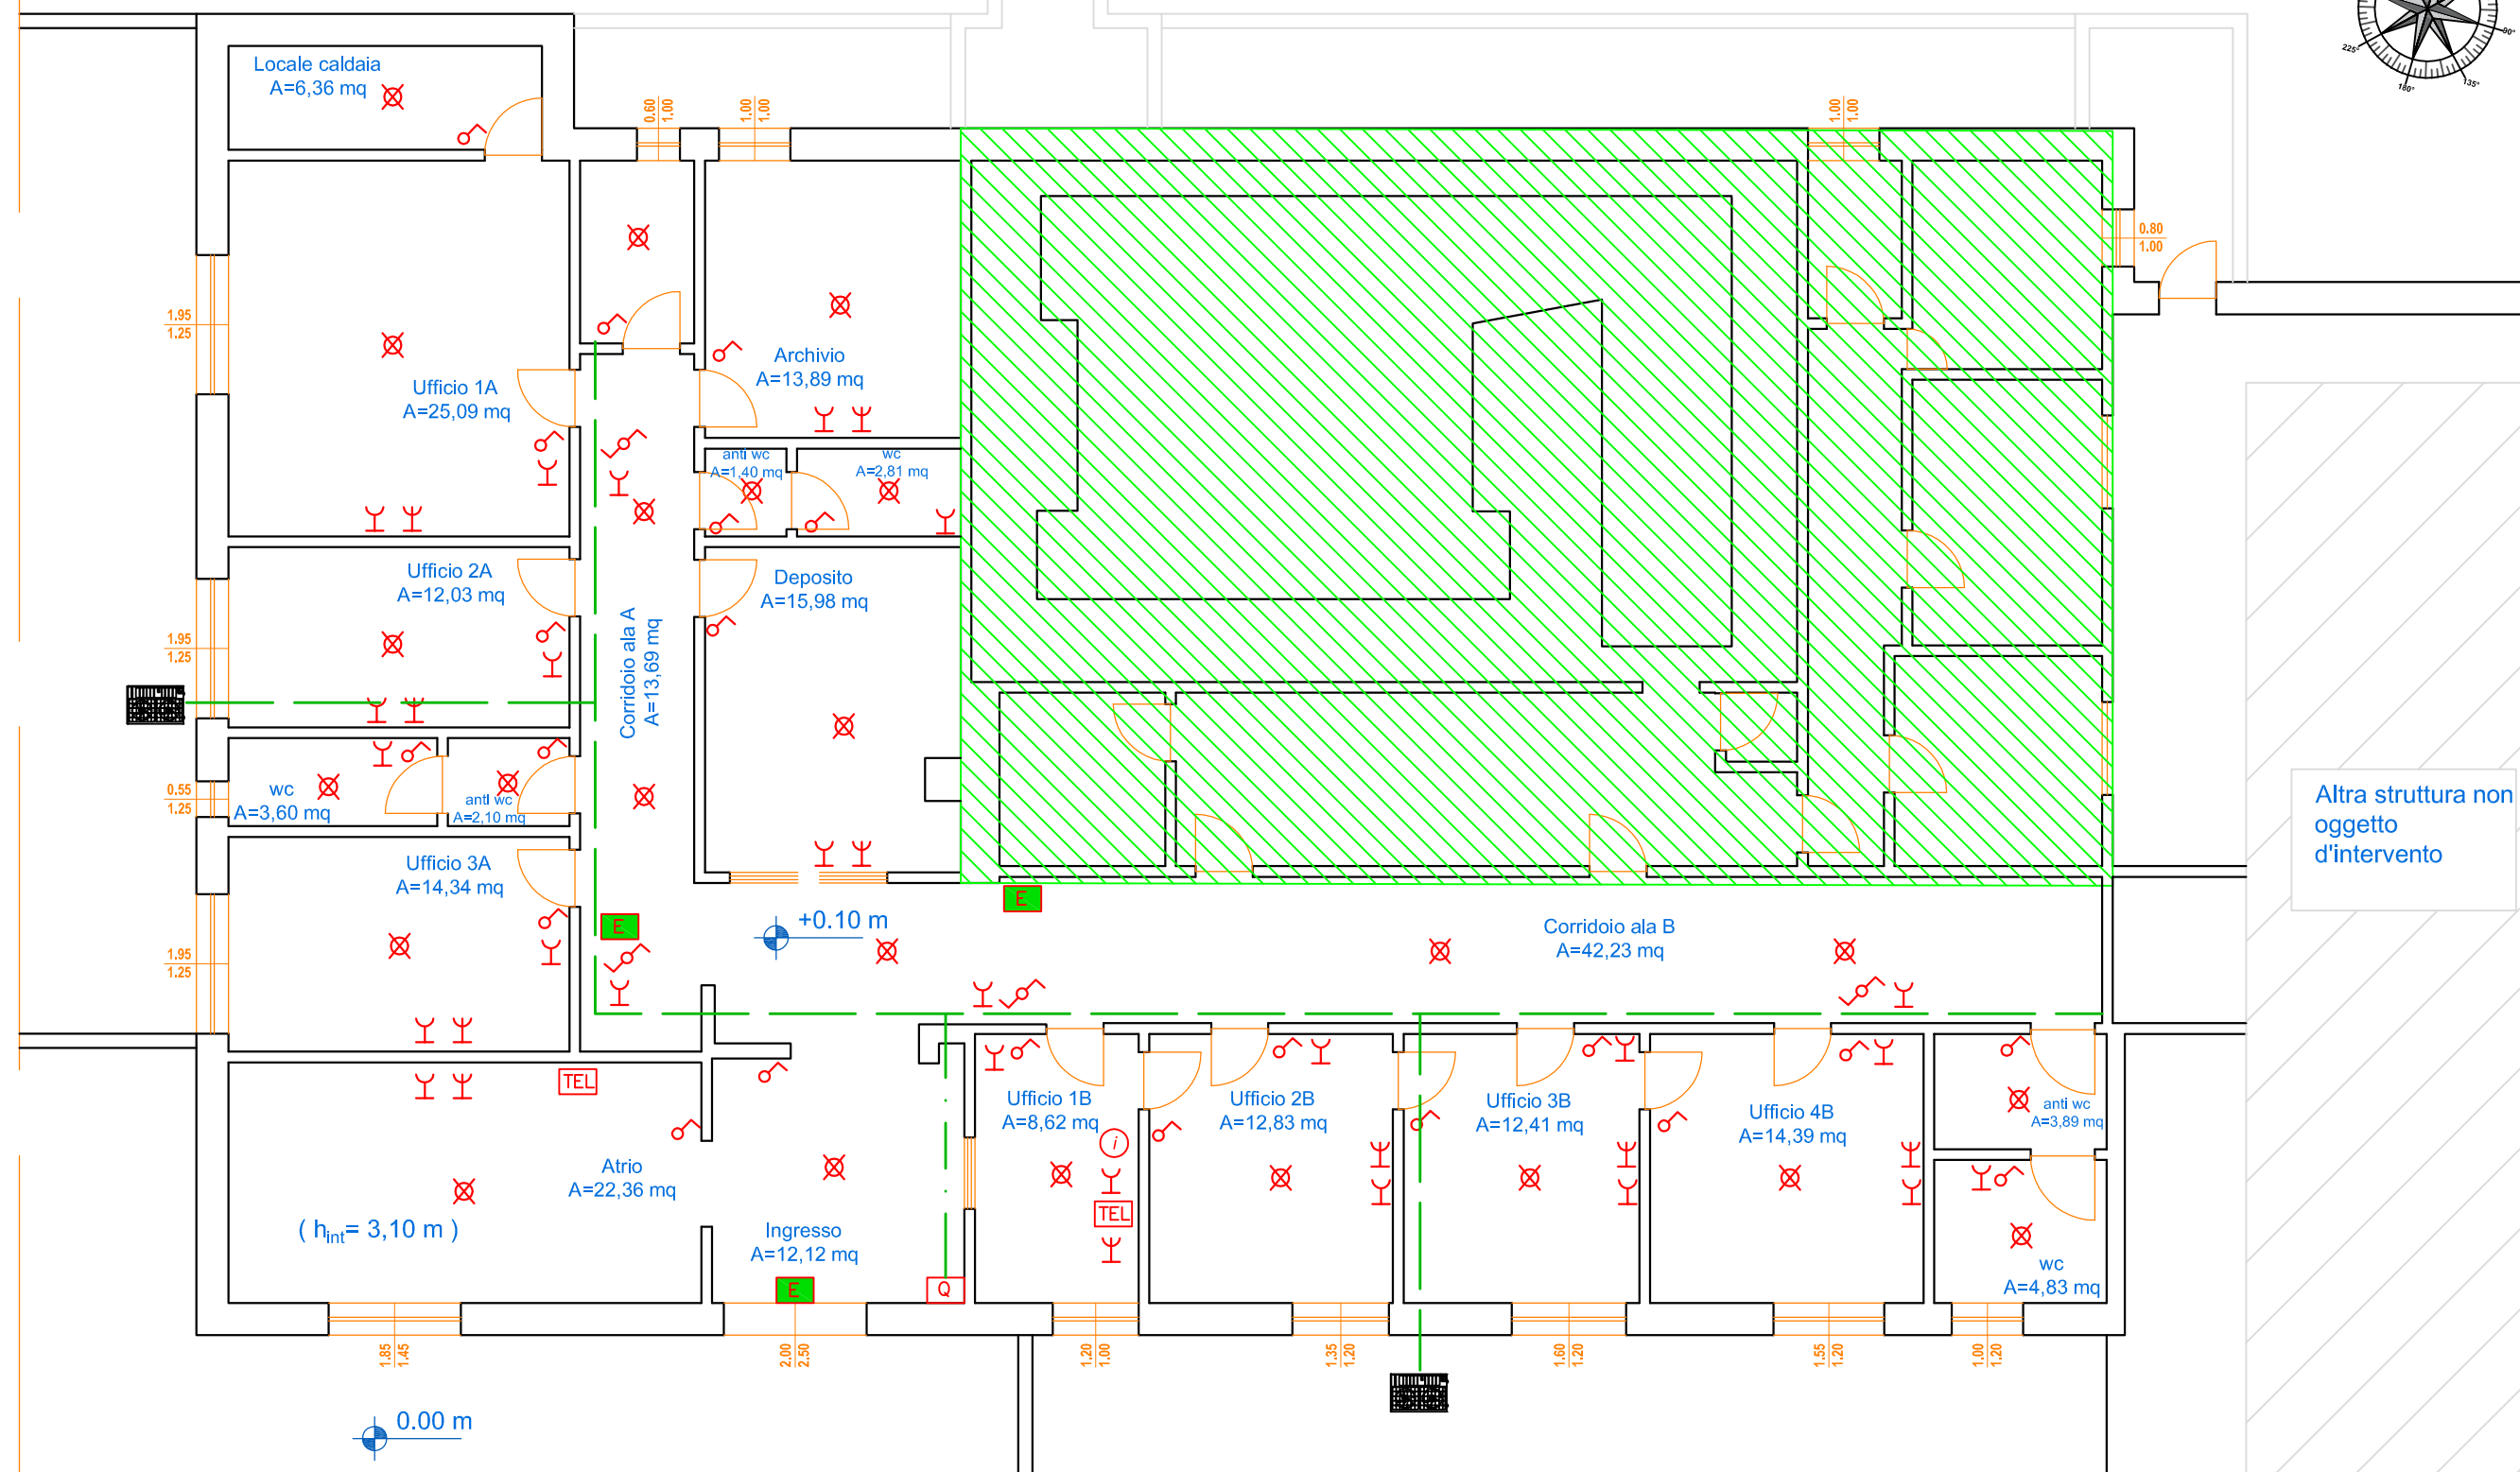 90°
225°
135°
180°
Locale caldaia
A=6,36 mq
0.60
1.00
1.00
1.00
1.00
1.00
0.80
1.00
1.95
1.25
Ufficio 1A
A=25,09 mq
Archivio
A=13,89 mq
anti wc
A=1,40 mq
wc
A=2,81 mq
Ufficio 2A
A=12,03 mq
Deposito
A=15,98 mq
1.95
1.25
Corridoio ala A
A=13,69 mq
0.55
1.25
wc
A=3,60 mq
anti wc
A=2,10 mq
Altra struttura non
oggetto
d'intervento
Ufficio 3A
A=14,34 mq
1.95
1.25
E
E
+0.10 m
Corridoio ala B
A=42,23 mq
TEL
Ufficio 1B
A=8,62 mq
i
TEL
Ufficio 2B
A=12,83 mq
Ufficio 3B
A=12,41 mq
Ufficio 4B
A=14,39 mq
anti wc
A=3,89 mq
Atrio
A=22,36 mq
( hint= 3,10 m )
Ingresso
A=12,12 mq
E
Q
wc
A=4,83 mq
1.85
1.45
2.00
2.50
1.20
1.00
1.35
1.20
1.60
1.20
1.55
1.20
1.00
1.20
0.00 m